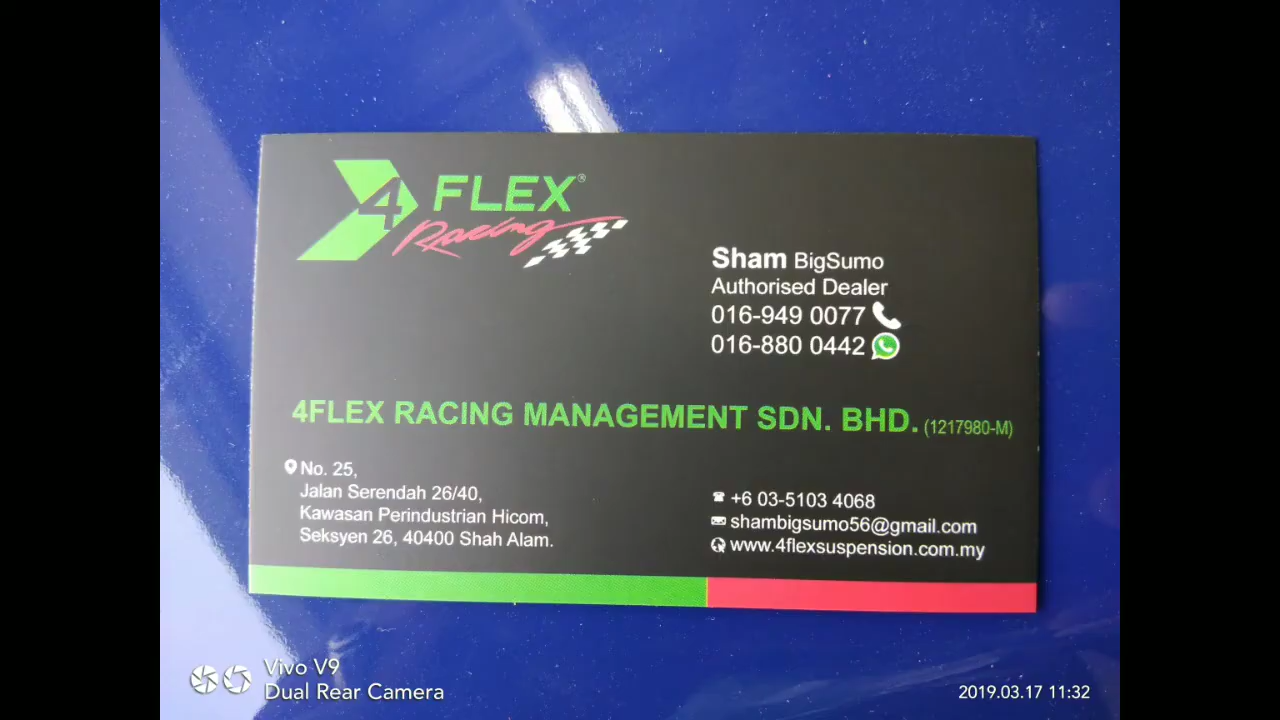 4 FLEX®
Racing
Sham BigSumo
Authorised Dealer
016-949 0077
016-880 0442
4FLEX RACING MANAGEMENT SDN. BHD. (1217980-M)
No. 25,
Jalan Serendah 26/40,
Kawasan Perindustrian Hicom,
Seksyen 26, 40400 Shah Alam.
+6 03-5103 4068
shambigsumo56@gmail.com
www.4flexsuspension.com.my
Vivo V9
Dual Rear Camera
2019.03.17 11:32